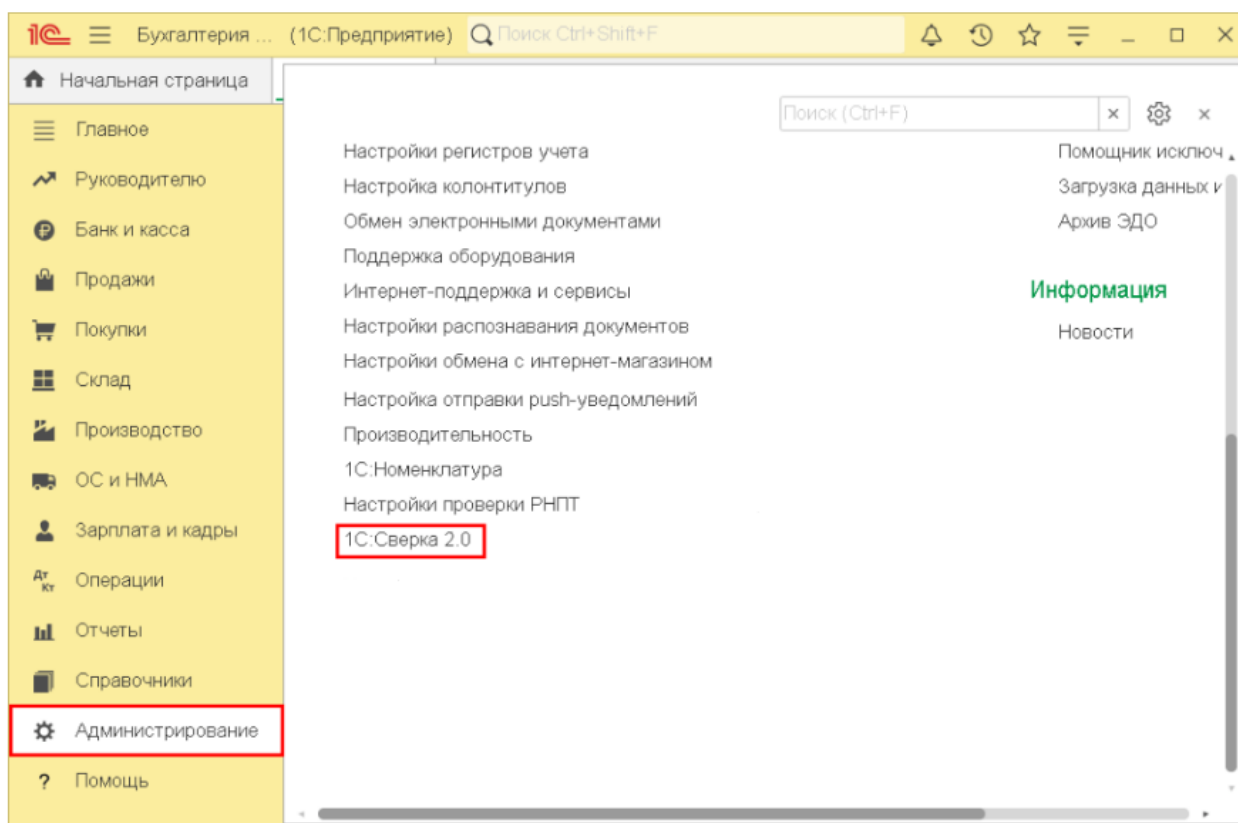 1С Бухгалтерия ... (1С:Предприятие) Поиск Ctrl+Shift+F
Начальная страница
Главное
Руководителю
Банк и касса
Продажи
Покупки
Склад
Производство
ОС и НМА
Зарплата и кадры
Дт Кт Операции
Отчеты
Справочники
Администрирование
? Помощь
Поиск (Ctrl+F)
Настройки регистров учета
Настройка колонтитулов
Обмен электронными документами
Поддержка оборудования
Интернет-поддержка и сервисы
Настройки распознавания документов
Настройки обмена с интернет-магазином
Настройка отправки push-уведомлений
Производительность
1С:Номенклатура
Настройки проверки РНПТ
1С:Сверка 2.0
Помощник исключ
Загрузка данных и
Архив ЭДО
Информация
Новости